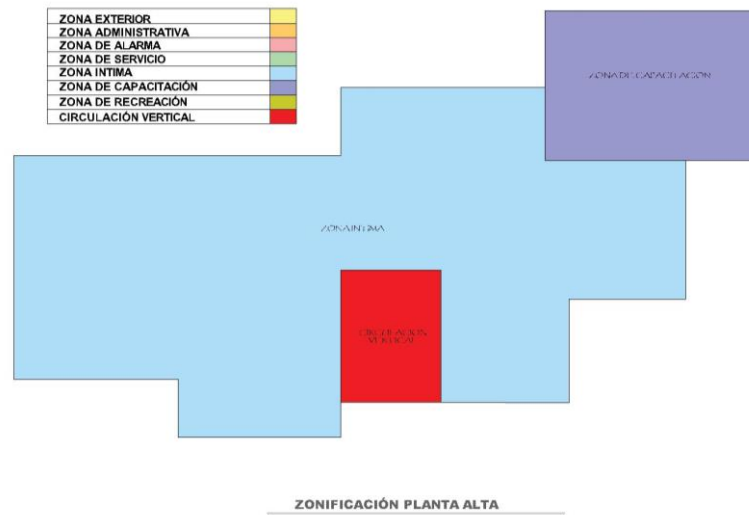 ZONA EXTERIOR
ZONA ADMINISTRATIVA
ZONA DE ALARMA
ZONA DE SERVICIO
ZONA INTIMA
ZONA DE CAPACITACIÓN
ZONA DE RECREACIÓN
CIRCULACIÓN VERTICAL
ZONA DE CAPACITACION
ZONA INTIMA
CIRCULACION
VERTICAL
ZONIFICACIÓN PLANTA ALTA